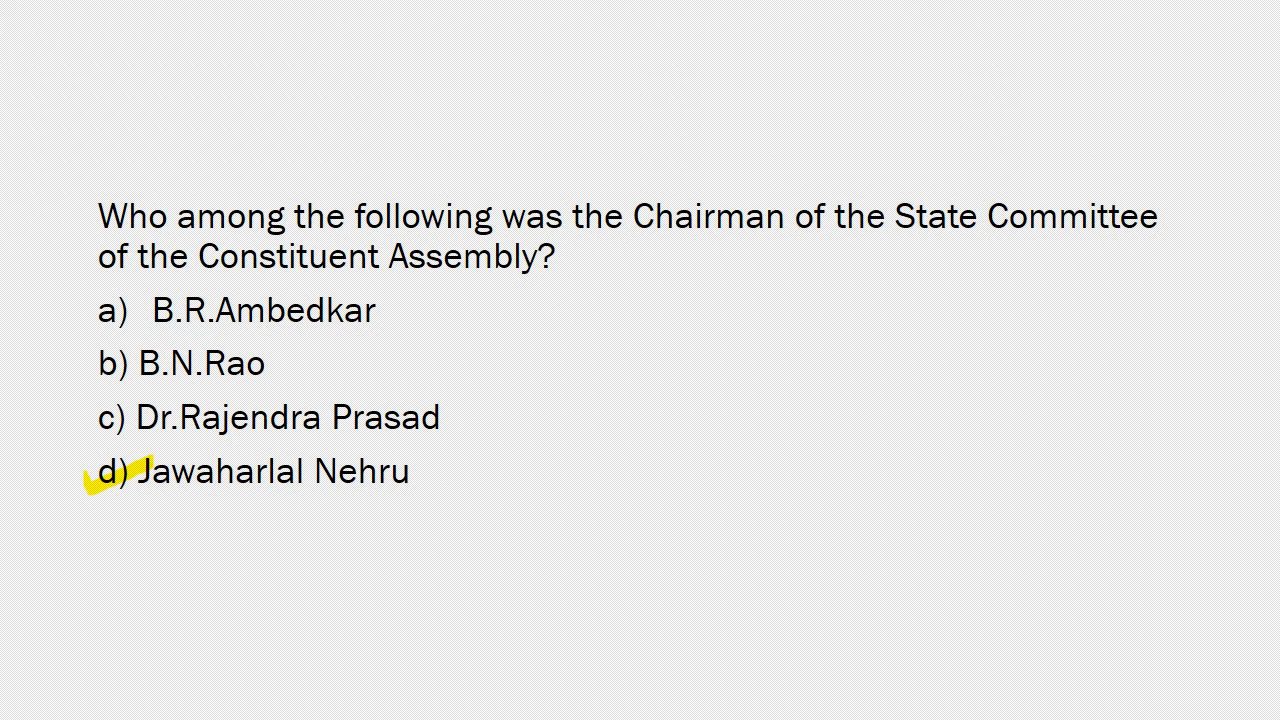 Who among the following was the Chairman of the State Committee
of the Constituent Assembly?
a) B.R.Ambedkar
b) B.N.Rao
c) Dr.Rajendra Prasad
d) Jawaharlal Nehru